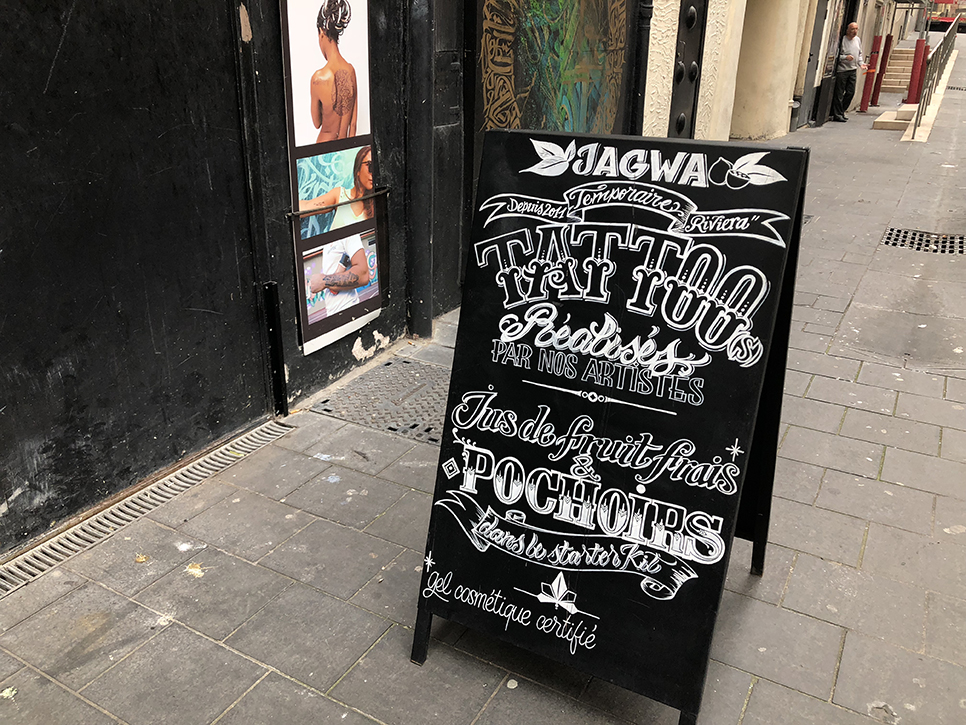 JAGWA
Depuis 2011 Temporaire Riviera"
TATTOO(s)
Réalisés
PAR NOS ARTISTES
Jus de fruit frais
&
POCHOIRS
dans le starter Kit
gel cosmétique certifié